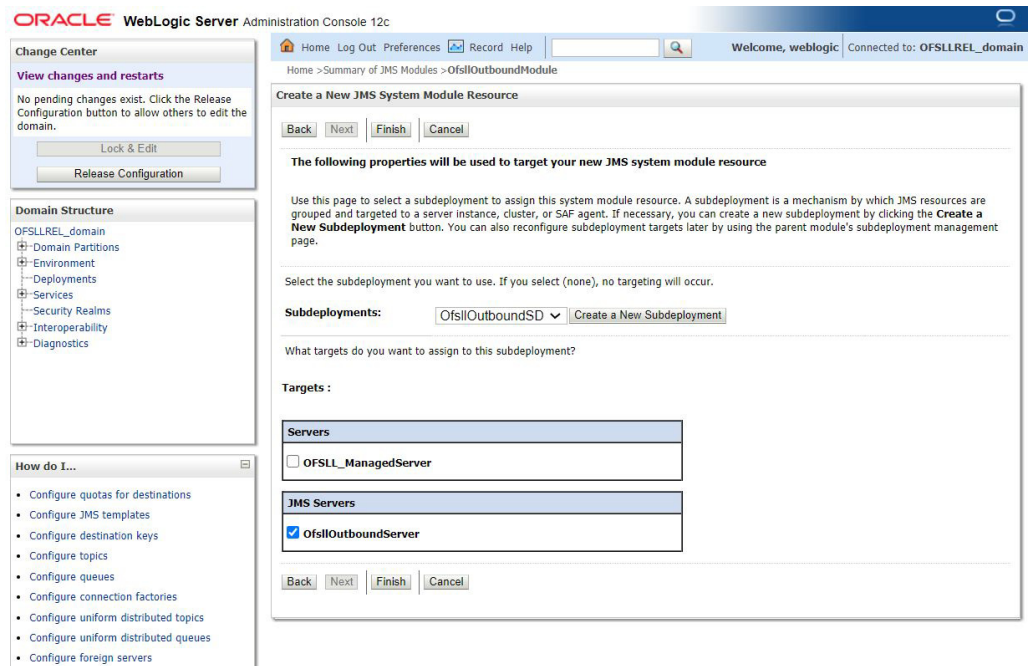 ORACLE WebLogic Server Administration Console 12c
Change Center
View changes and restarts
No pending changes exist. Click the Release
Configuration button to allow others to edit the
domain.
Lock & Edit
Release Configuration
Domain Structure
OFSLLREL_domain
Domain Partitions
Environment
Deployments
Services
Security Realms
Interoperability
Diagnostics
How do I...
Configure quotas for destinations
Configure JMS templates
Configure destination keys
Configure topics
Configure queues
Configure connection factories
Configure uniform distributed topics
Configure uniform distributed queues
Configure foreign servers
Home Log Out Preferences Record Help
Welcome, weblogic Connected to: OFSLLREL_domain
Home >Summary of JMS Modules >OfsllOutboundModule
Create a New JMS System Module Resource
Back Next Finish Cancel
The following properties will be used to target your new JMS system module resource
Use this page to select a subdeployment to assign this system module resource. A subdeployment is a mechanism by which JMS resources are
grouped and targeted to a server instance, cluster, or SAF agent. If necessary, you can create a new subdeployment by clicking the Create a
New Subdeployment button. You can also reconfigure subdeployment targets later by using the parent module's subdeployment management
page.
Select the subdeployment you want to use. If you select (none), no targeting will occur.
Subdeployments: OfsllOutboundSD Create a New Subdeployment
What targets do you want to assign to this subdeployment?
Targets :
Servers
OFSLL_ManagedServer
JMS Servers
OfsllOutboundServer
Back Next Finish Cancel